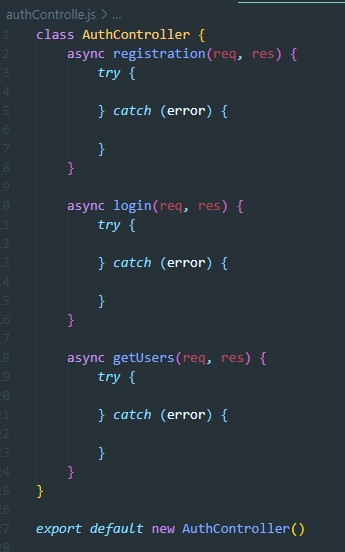 authControlle.js > ...
1 class AuthController {
2 async registration(req, res) {
3 try {
4
5 } catch (error) {
6
7 }
8 }
9
10 async login(req, res) {
11 try {
12
13 } catch (error) {
14
15 }
16 }
17
18 async getUsers(req, res) {
19 try {
20
21 } catch (error) {
22
23 }
24 }
25 }
26
27 export default new AuthController()
28